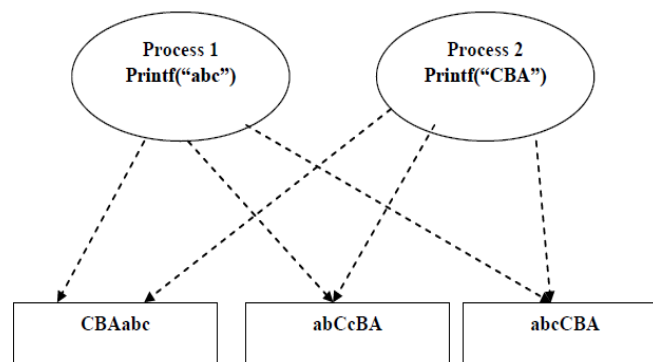 Process 1
Printf(“abc”)
Process 2
Printf(“CBA”)
CBAabc
abCcBA
abcCBA